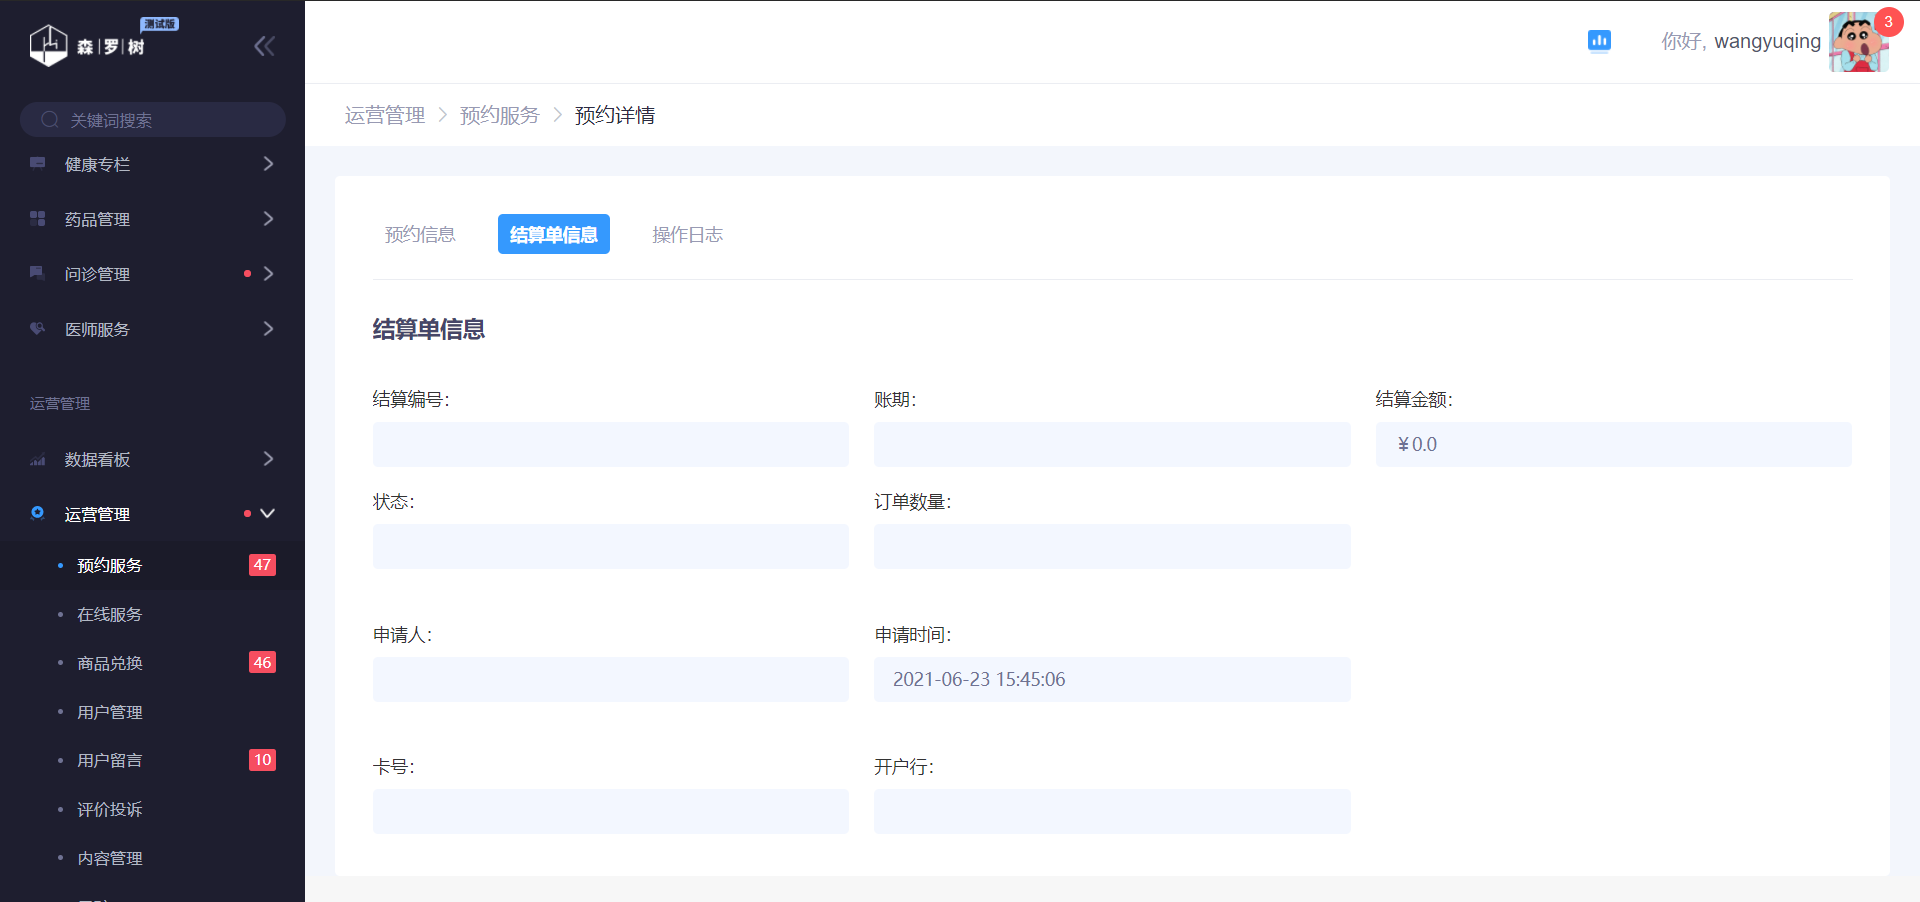 测试版
森|罗|树
关键词搜索
健康专栏
药品管理
问诊管理
医师服务
运营管理
数据看板
运营管理
预约服务 47
在线服务
商品兑换 46
用户管理
用户留言 10
评价投诉
内容管理
你好, wangyuqing
3
运营管理 > 预约服务 > 预约详情
预约信息 结算单信息 操作日志
结算单信息
结算编号: 账期: 结算金额:
¥0.0
状态: 订单数量:
申请人: 申请时间:
2021-06-23 15:45:06
卡号: 开户行: